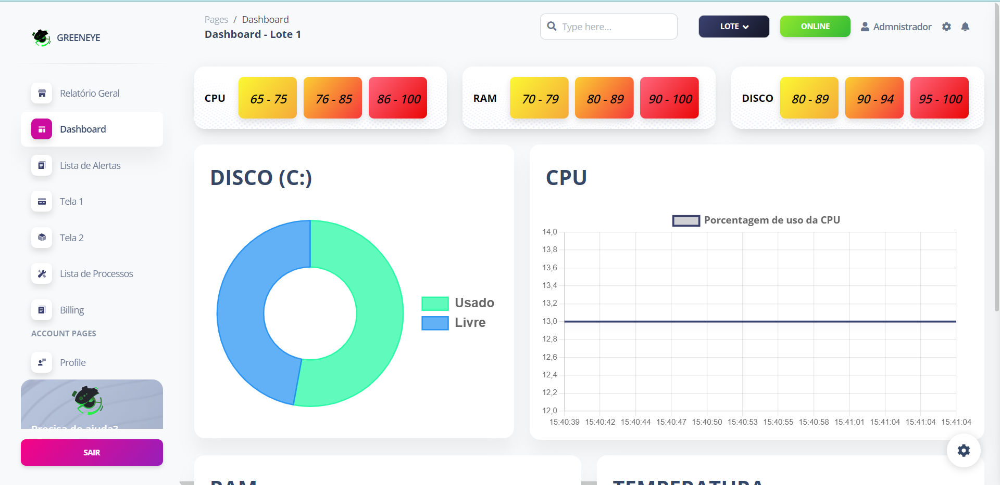 GREENEYE
Pages / Dashboard
Dashboard - Lote 1
Type here...
LOTE
ONLINE
Admnistrador
Relatório Geral
Dashboard
Lista de Alertas
Tela 1
Tela 2
Lista de Processos
Billing
ACCOUNT PAGES
Profile
Precisa de ajuda?
SAIR
CPU 65 - 75 76 - 85 86 - 100
RAM 70 - 79 80 - 89 90 - 100
DISCO 80 - 89 90 - 94 95 - 100
DISCO (C:)
Usado
Livre
CPU
Porcentagem de uso da CPU
14,0
13,8
13,6
13,4
13,2
13,0
12,8
12,6
12,4
12,2
12,0
15:40:39 15:40:42 15:40:44 15:40:47 15:40:50 15:40:53 15:40:55 15:40:58 15:41:01 15:41:04 15:41:04 15:41:04
RAM
TEMPERATURA